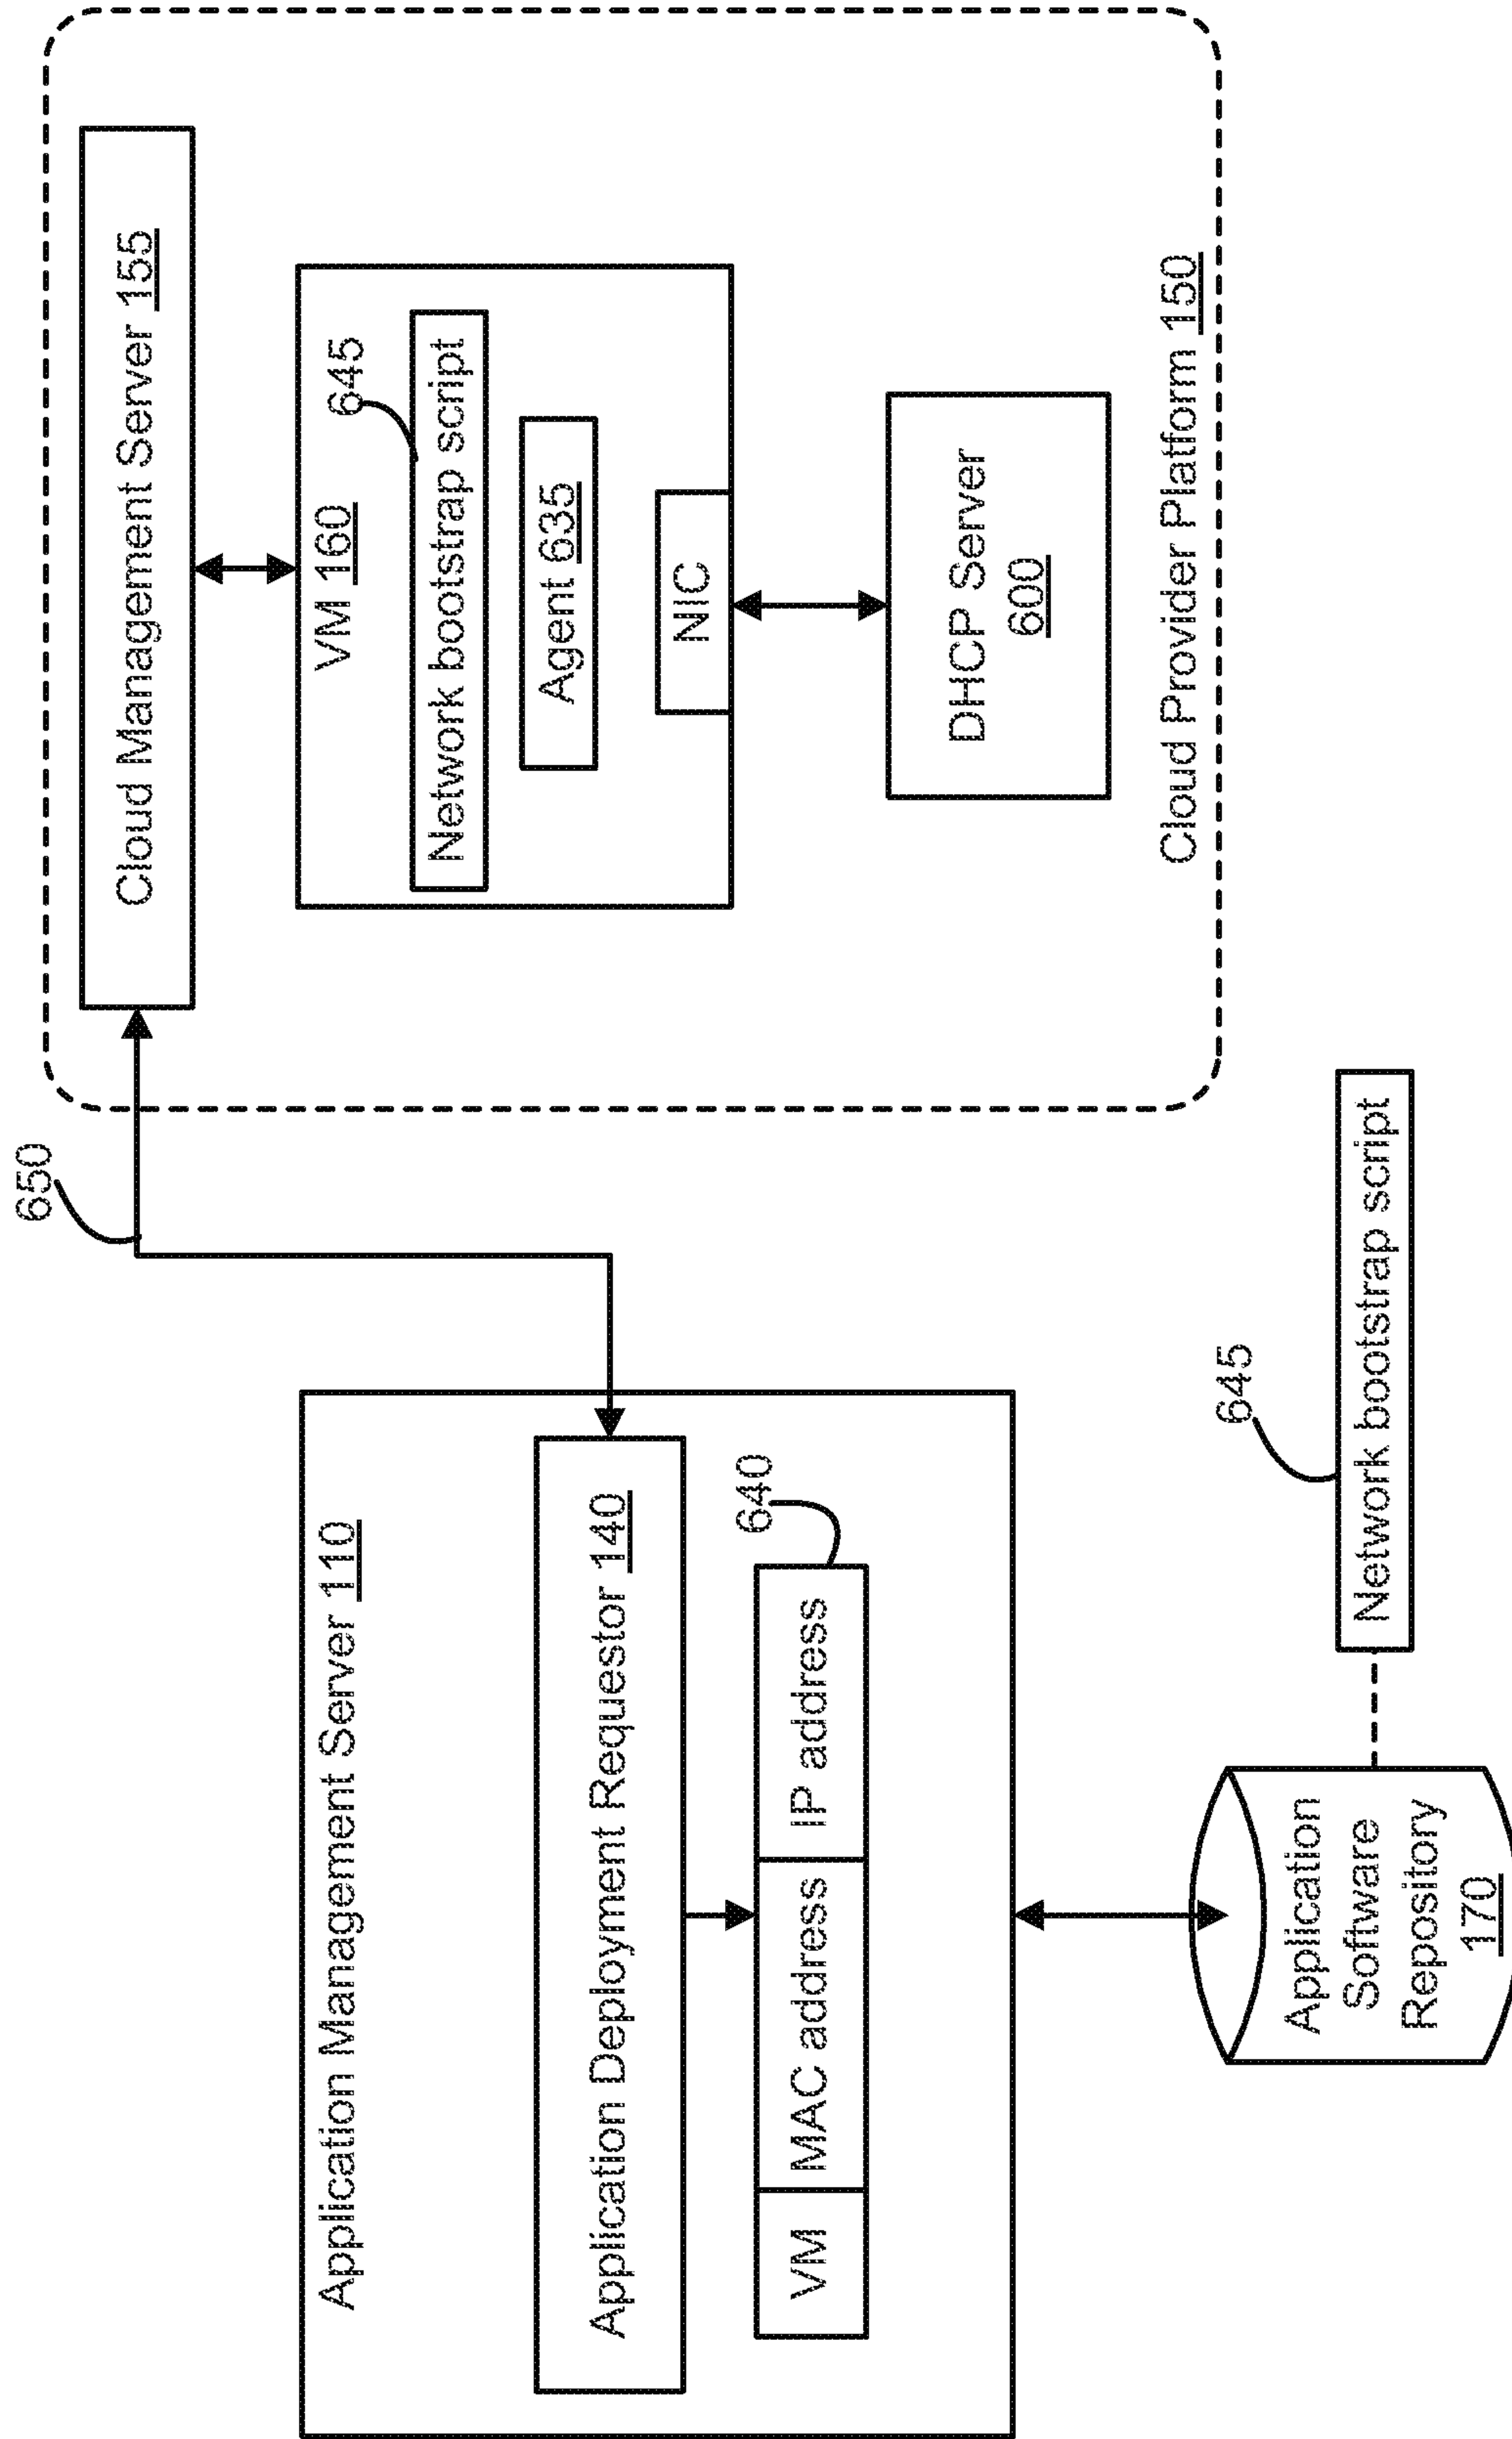 Application Management Server 110
Application Deployment Requestor 140
640
VM
MAC address
IP address
Application
Software
Repository
170
645
Network bootstrap script
650
Cloud Management Server 155
VM 160
645
Network bootstrap script
Agent 635
NIC
DHCP Server
600
Cloud Provider Platform 150